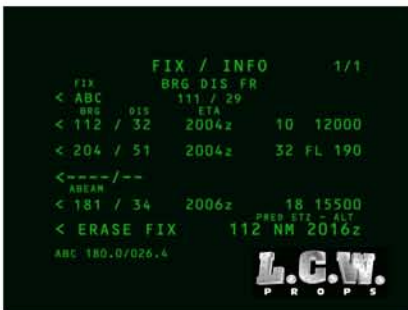 FIX / INFO 1/1
FIX BRG DIS FR
< ABC 111 / 29
BRG DIS ETA
< 112 / 32 2004z 10 12000
< 204 / 51 2004z 32 FL 190
<----/--
ABEAM
< 181 / 34 2006z 18 15500
PRED ETZ - ALT
< ERASE FIX 112 NM 2016z
ABC 180.0/026.4
L.C.W.
PROPS